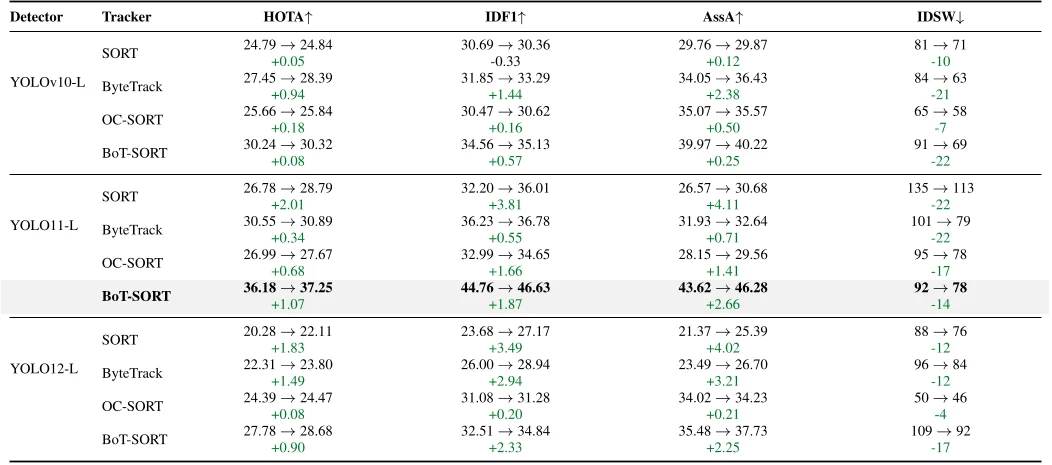 Detector Tracker HOTA↑ IDF1↑ AssA↑ IDSW↓
YOLOv10-L
SORT 24.79 → 24.84 30.69 → 30.36 29.76 → 29.87 81 → 71
+0.05 -0.33 +0.12 -10
ByteTrack 27.45 → 28.39 31.85 → 33.29 34.05 → 36.43 84 → 63
+0.94 +1.44 +2.38 -21
OC-SORT 25.66 → 25.84 30.47 → 30.62 35.07 → 35.57 65 → 58
+0.18 +0.16 +0.50 -7
BoT-SORT 30.24 → 30.32 34.56 → 35.13 39.97 → 40.22 91 → 69
+0.08 +0.57 +0.25 -22
YOLO11-L
SORT 26.78 → 28.79 32.20 → 36.01 26.57 → 30.68 135 → 113
+2.01 +3.81 +4.11 -22
ByteTrack 30.55 → 30.89 36.23 → 36.78 31.93 → 32.64 101 → 79
+0.34 +0.55 +0.71 -22
OC-SORT 26.99 → 27.67 32.99 → 34.65 28.15 → 29.56 95 → 78
+0.68 +1.66 +1.41 -17
BoT-SORT 36.18 → 37.25 44.76 → 46.63 43.62 → 46.28 92 → 78
+1.07 +1.87 +2.66 -14
YOLO12-L
SORT 20.28 → 22.11 23.68 → 27.17 21.37 → 25.39 88 → 76
+1.83 +3.49 +4.02 -12
ByteTrack 22.31 → 23.80 26.00 → 28.94 23.49 → 26.70 96 → 84
+1.49 +2.94 +3.21 -12
OC-SORT 24.39 → 24.47 31.08 → 31.28 34.02 → 34.23 50 → 46
+0.08 +0.20 +0.21 -4
BoT-SORT 27.78 → 28.68 32.51 → 34.84 35.48 → 37.73 109 → 92
+0.90 +2.33 +2.25 -17